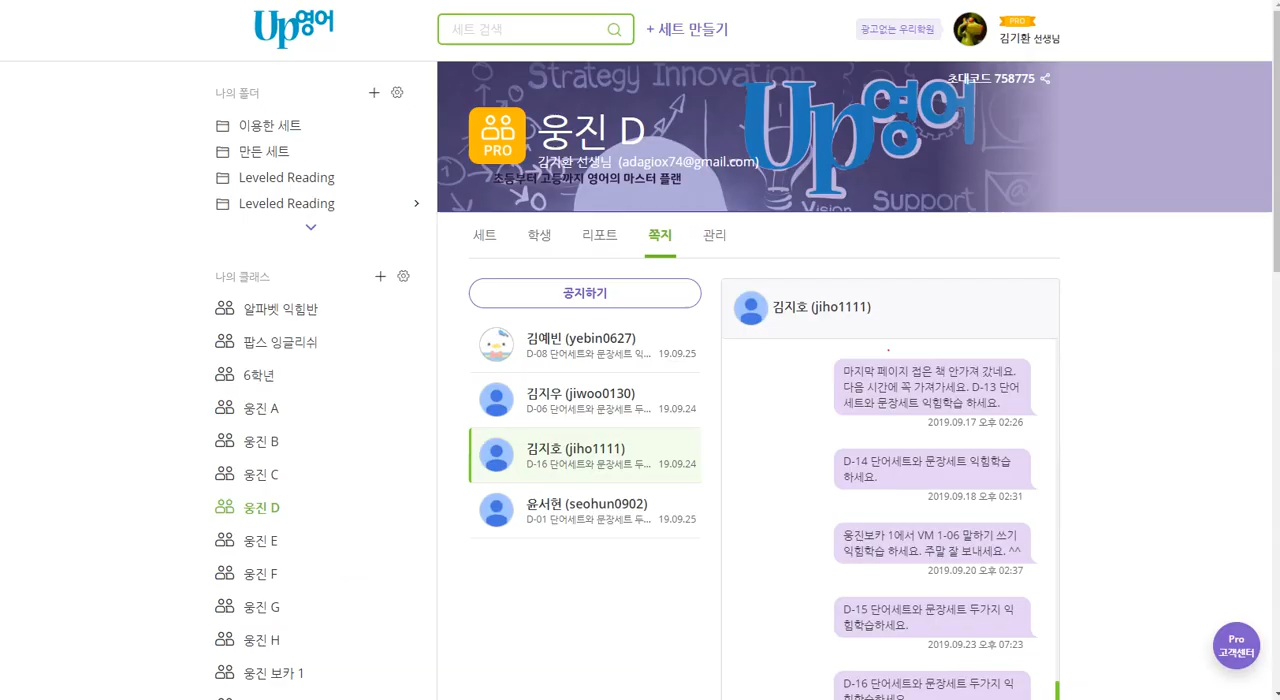 Up영어
세트 검색
+ 세트 만들기
광고없는 우리학원
PRO
김기환 선생님
나의 폴더
이용한 세트
만든 세트
Leveled Reading
Leveled Reading
나의 클래스
알파벳 익힘반
팝스 잉글리쉬
6학년
웅진 A
웅진 B
웅진 C
웅진 D
웅진 E
웅진 F
웅진 G
웅진 H
웅진 보카 1
Strategy Innovation
초대코드 758775
Up영어
PRO
웅진 D
김기환 선생님 (adagiox74@gmail.com)
초등부터 고등까지 영어의 마스터 플랜
Vision
Support
세트 학생 리포트 쪽지 관리
공지하기
김예빈 (yebin0627)
D-08 단어세트와 문장세트 익... 19.09.25
김지우 (jiwoo0130)
D-06 단어세트와 문장세트 두... 19.09.24
김지호 (jiho1111)
D-16 단어세트와 문장세트 두... 19.09.24
윤서현 (seohun0902)
D-01 단어세트와 문장세트 두... 19.09.25
김지호 (jiho1111)
마지막 페이지 접은 책 안가져 갔네요.
다음 시간에 꼭 가져가세요. D-13 단어
세트와 문장세트 익힘학습 하세요.
2019.09.17 오후 02:26
D-14 단어세트와 문장세트 익힘학습
하세요.
2019.09.18 오후 02:31
웅진보카 1에서 VM 1-06 말하기 쓰기
익힘학습 하세요. 주말 잘 보내세요. ^^
2019.09.20 오후 02:37
D-15 단어세트와 문장세트 두가지 익
힘학습하세요.
2019.09.23 오후 07:23
D-16 단어세트와 문장세트 두가지 익
힘학습하세요.
Pro
고객센터